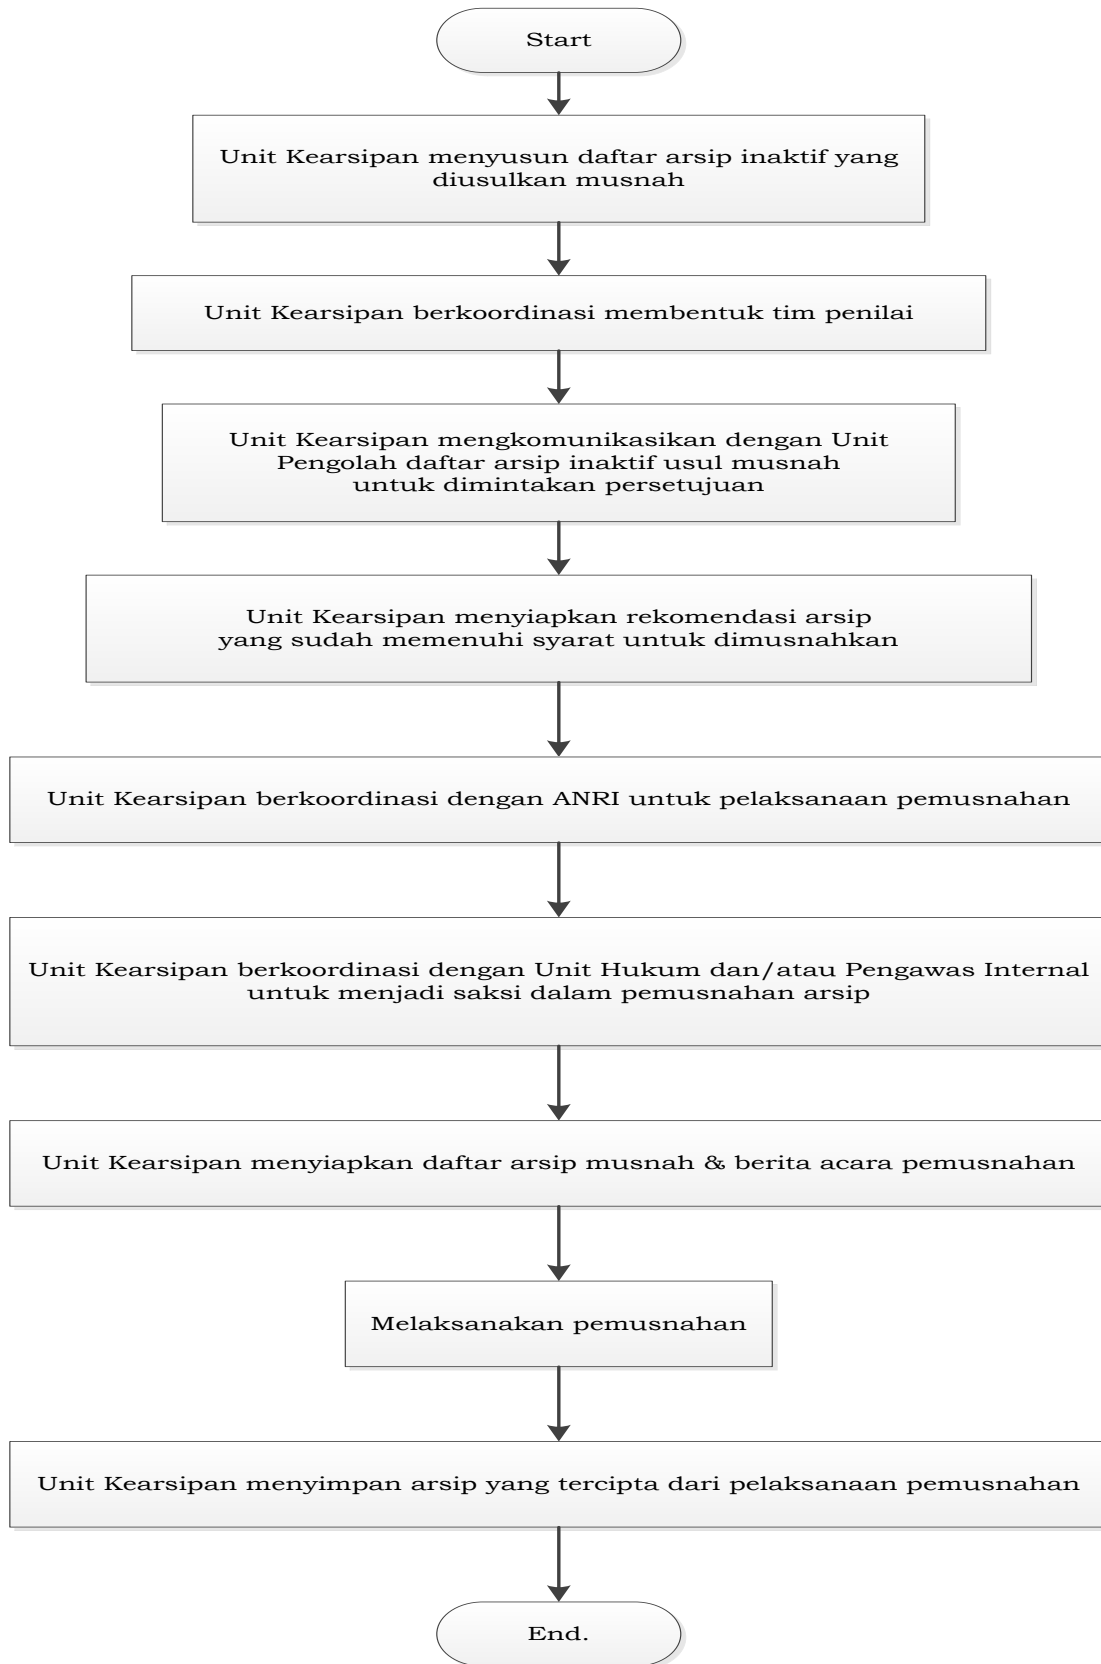 Start
Unit Kearsipan menyusun daftar arsip inaktif yang
diusulkan musnah
Unit Kearsipan berkoordinasi membentuk tim penilai
Unit Kearsipan mengkomunikasikan dengan Unit
Pengolah daftar arsip inaktif usul musnah
untuk dimintakan persetujuan
Unit Kearsipan menyiapkan rekomendasi arsip
yang sudah memenuhi syarat untuk dimusnahkan
Unit Kearsipan berkoordinasi dengan ANRI untuk pelaksanaan pemusnahan
Unit Kearsipan berkoordinasi dengan Unit Hukum dan/atau Pengawas Internal
untuk menjadi saksi dalam pemusnahan arsip
Unit Kearsipan menyiapkan daftar arsip musnah & berita acara pemusnahan
Melaksanakan pemusnahan
Unit Kearsipan menyimpan arsip yang tercipta dari pelaksanaan pemusnahan
End.